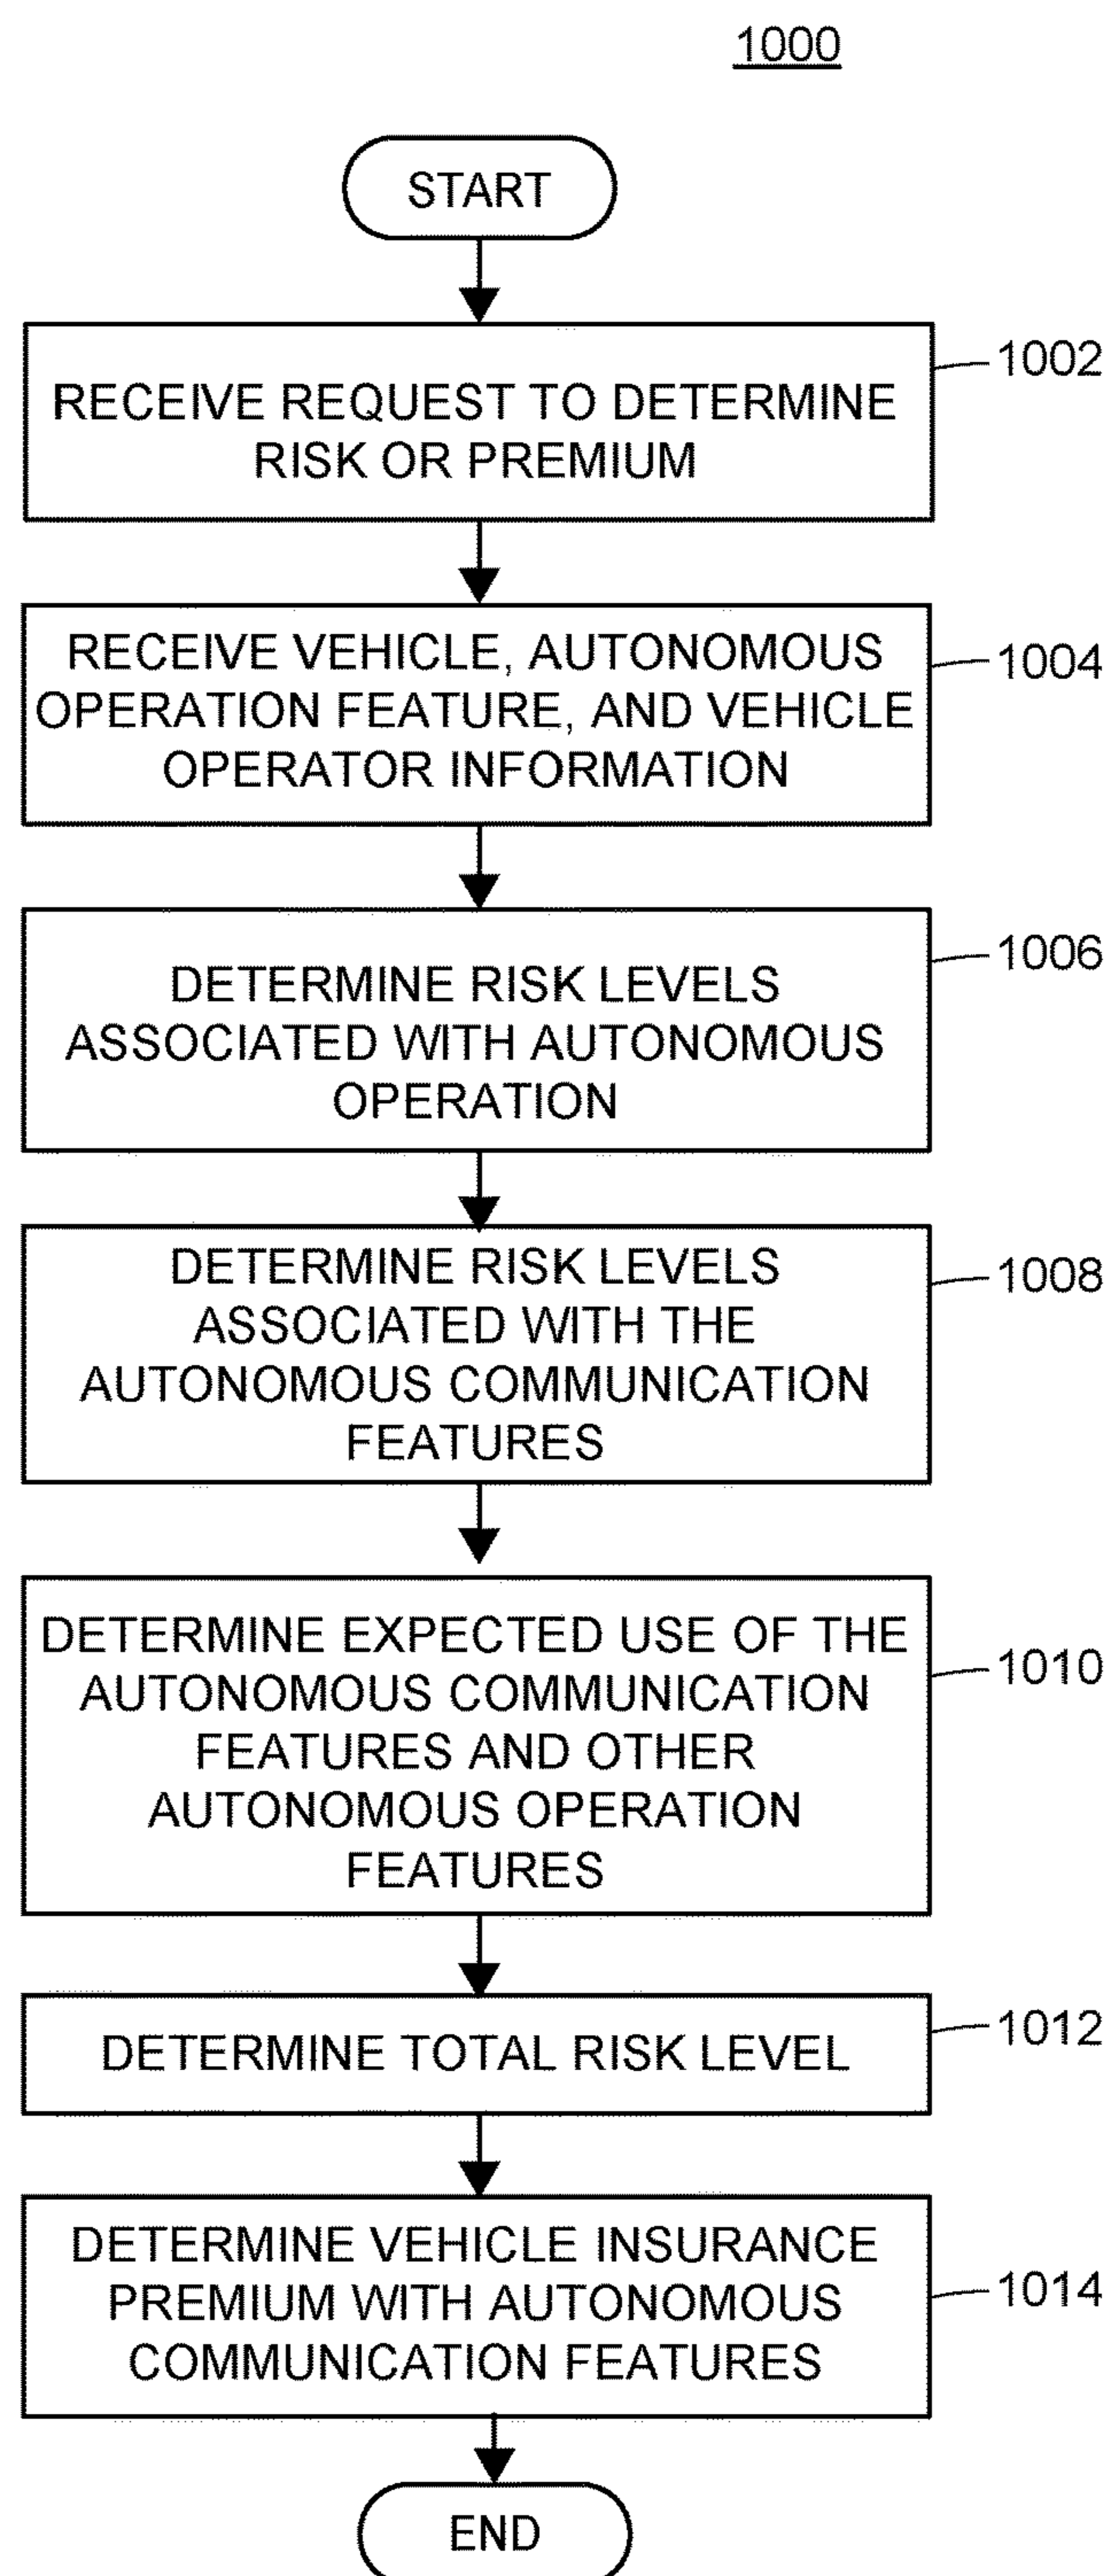 1000
START
RECEIVE REQUEST TO DETERMINE
RISK OR PREMIUM
1002
RECEIVE VEHICLE, AUTONOMOUS
OPERATION FEATURE, AND VEHICLE
OPERATOR INFORMATION
1004
DETERMINE RISK LEVELS
ASSOCIATED WITH AUTONOMOUS
OPERATION
1006
DETERMINE RISK LEVELS
ASSOCIATED WITH THE
AUTONOMOUS COMMUNICATION
FEATURES
1008
DETERMINE EXPECTED USE OF THE
AUTONOMOUS COMMUNICATION
FEATURES AND OTHER
AUTONOMOUS OPERATION
FEATURES
1010
DETERMINE TOTAL RISK LEVEL
1012
DETERMINE VEHICLE INSURANCE
PREMIUM WITH AUTONOMOUS
COMMUNICATION FEATURES
1014
END